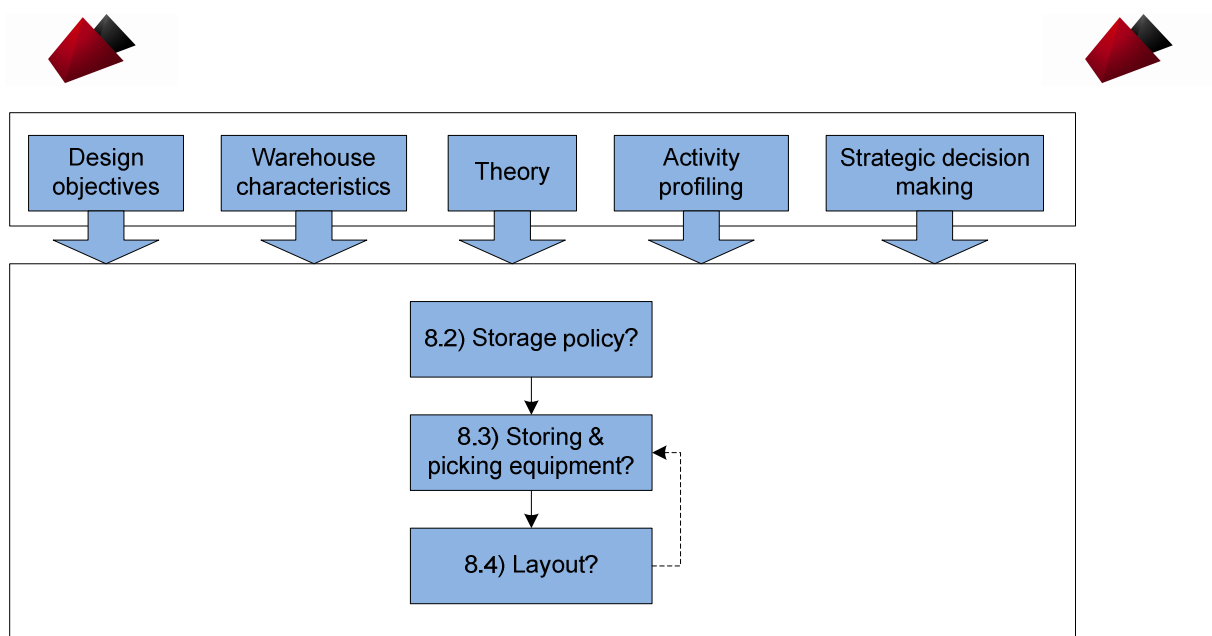 Design
objectives
Warehouse
characteristics
Theory
Activity
profiling
Strategic decision
making
8.2) Storage policy?
8.3) Storing &
picking equipment?
8.4) Layout?